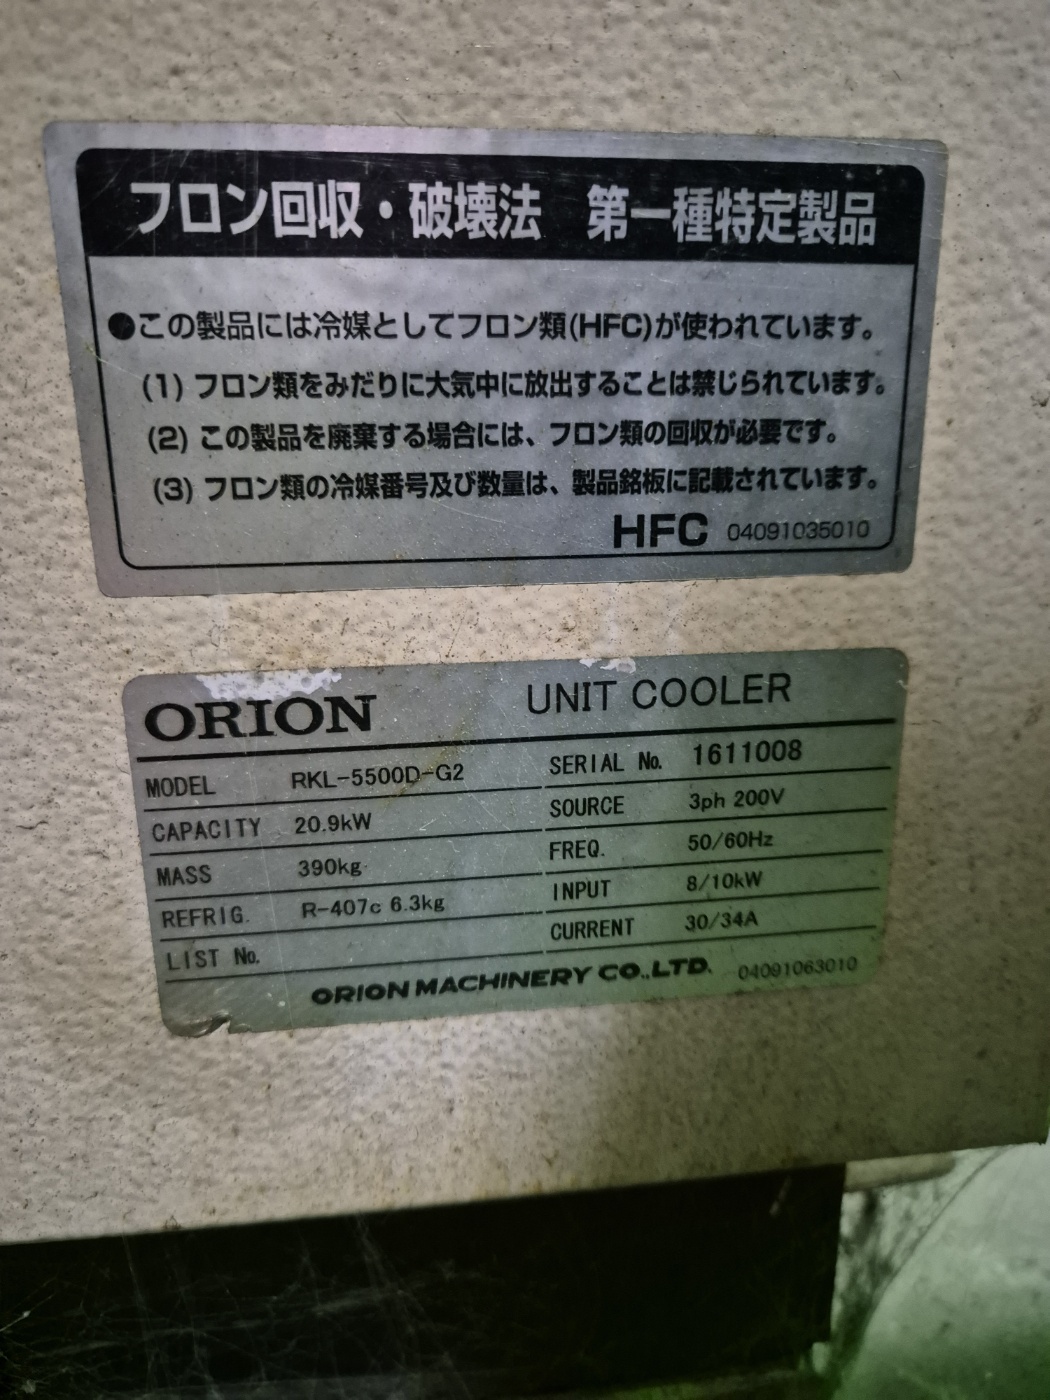 フロン回収・破壊法 第一種特定製品
●この製品には冷媒としてフロン類(HFC)が使われています。
(1) フロン類をみだりに大気中に放出することは禁じられています。
(2) この製品を廃棄する場合には、フロン類の回収が必要です。
(3) フロン類の冷媒番号及び数量は、製品銘板に記載されています。
HFC 04091035010
ORION UNIT COOLER
MODEL RKL-5500D-G2 SERIAL No. 1611008
CAPACITY 20.9kW SOURCE 3ph 200V
MASS 390kg FREQ. 50/60Hz
REFRIG. R-407c 6.3kg INPUT 8/10kW
LIST No. CURRENT 30/34A
ORION MACHINERY CO.,LTD. 04091063010